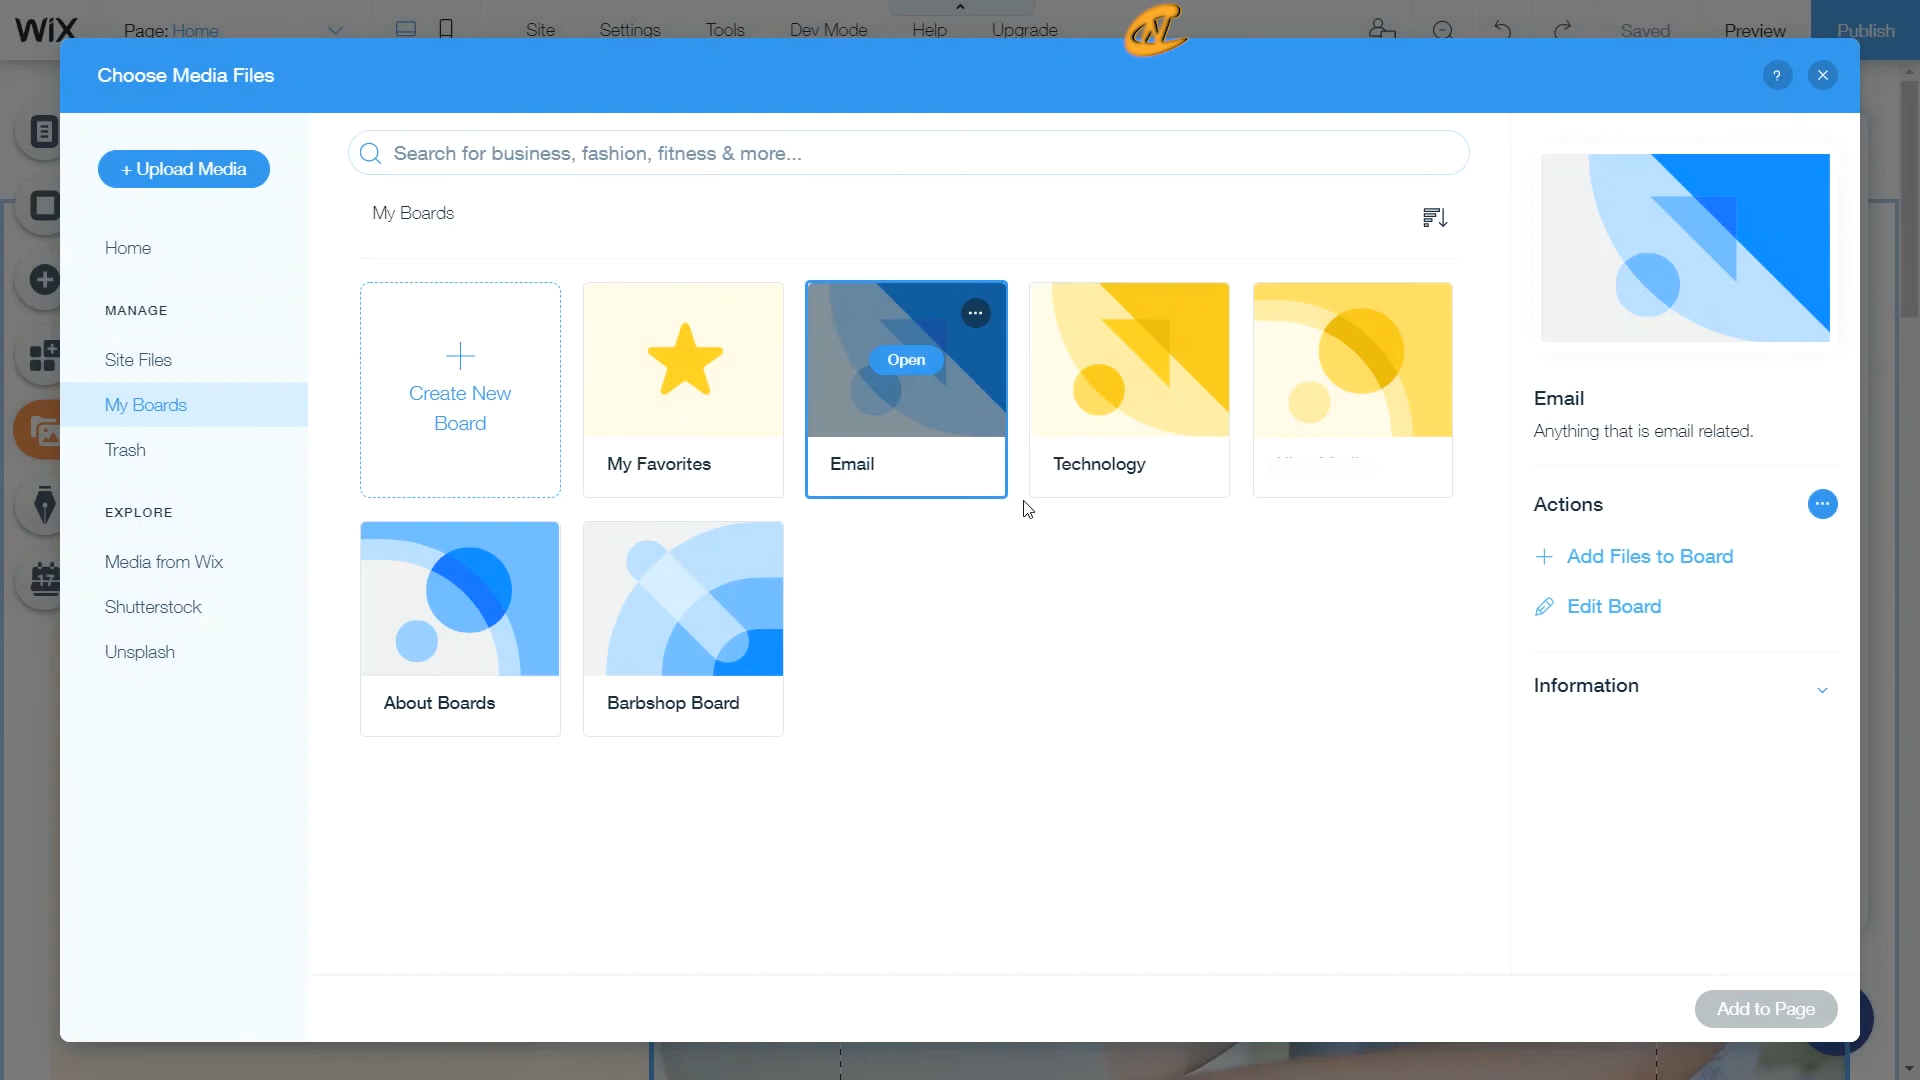 WiX
Page: Home
Site
Settings
Tools
Dev Mode
Help
Upgrade
Saved
Preview
Publish
Choose Media Files
?
+ Upload Media
Search for business, fashion, fitness & more...
My Boards
Home
MANAGE
Site Files
My Boards
Trash
EXPLORE
Media from Wix
Shutterstock
Unsplash
17
Create New
Board
My Favorites
Open
Email
Technology
About Boards
Barbshop Board
Email
Anything that is email related.
Actions
+ Add Files to Board
Edit Board
Information
Add to Page